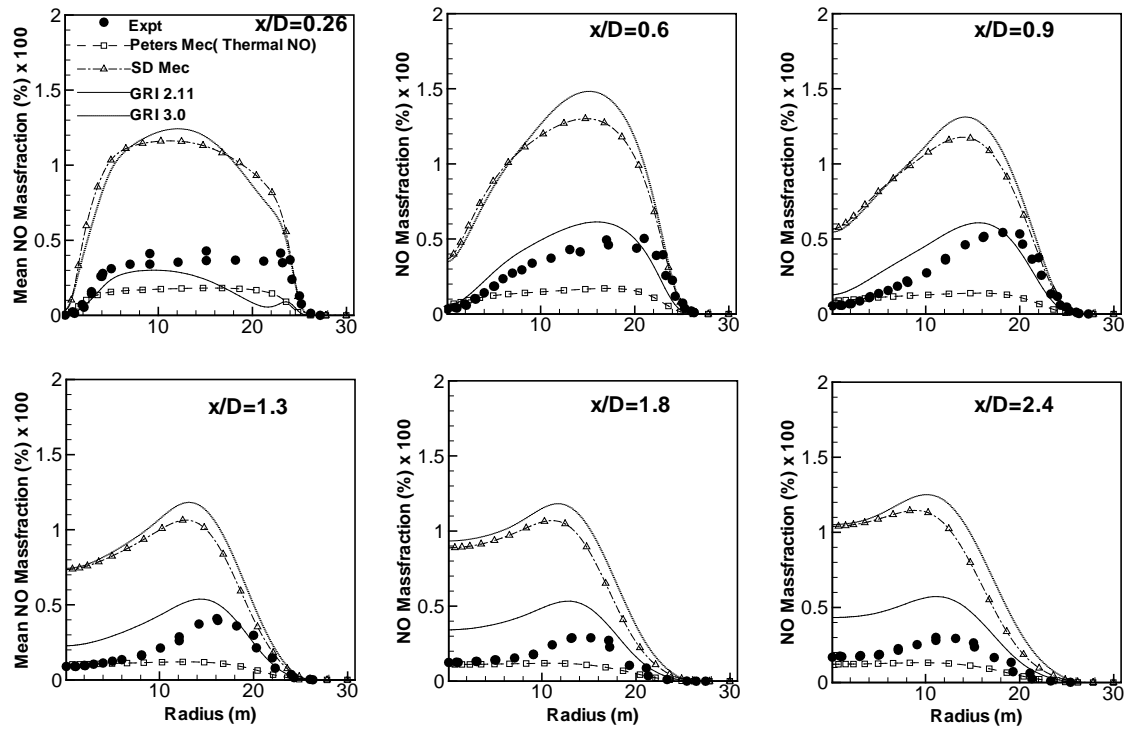 x/D=0.26
Expt
Peters Mec( Thermal NO)
SD Mec
GRI 2.11
GRI 3.0
Mean NO Massfraction (%) x 100
0
0.5
1
1.5
2
10
20
30
x/D=0.6
NO Massfraction (%) x 100
0
0.5
1
1.5
2
0
10
20
30
x/D=0.9
NO Massfraction (%) x 100
0
0.5
1
1.5
2
0
10
20
30
x/D=1.3
Mean NO Massfraction (%) x 100
0
0.5
1
1.5
2
10
20
30
Radius (m)
x/D=1.8
NO Massfraction (%) x 100
0
0.5
1
1.5
2
0
10
20
30
Radius (m)
x/D=2.4
NO Massfraction (%) x 100
0
0.5
1
1.5
2
0
10
20
30
Radius (m)